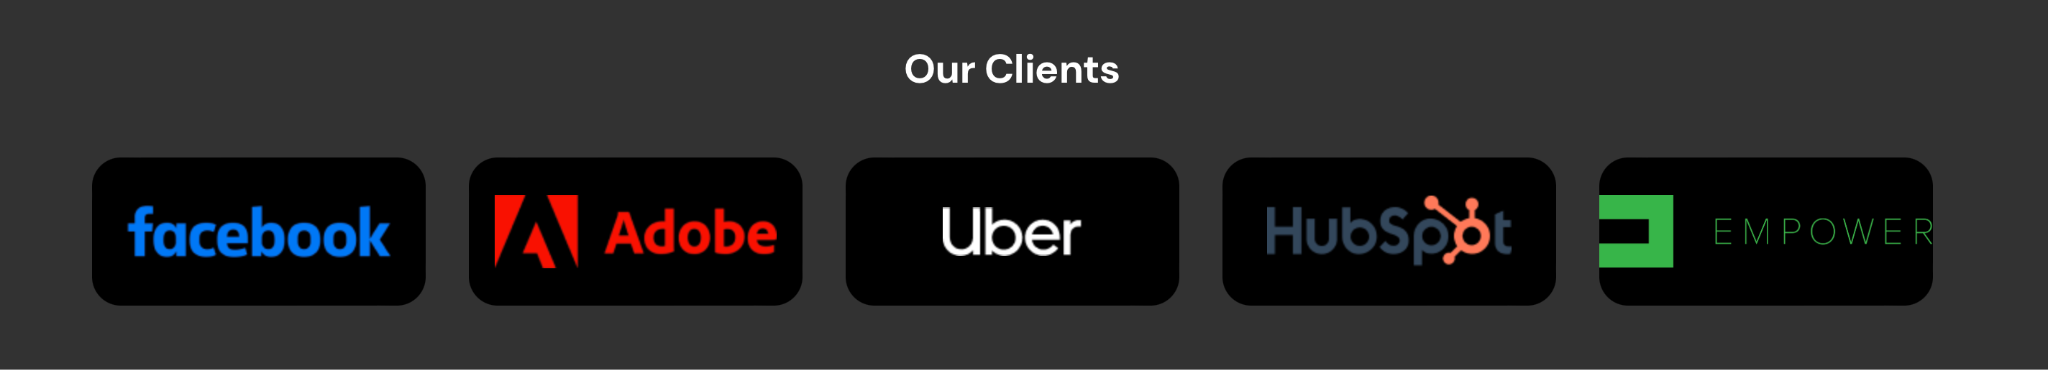 Our Clients
facebook
Adobe
Uber
HubSpot
EMPOWER